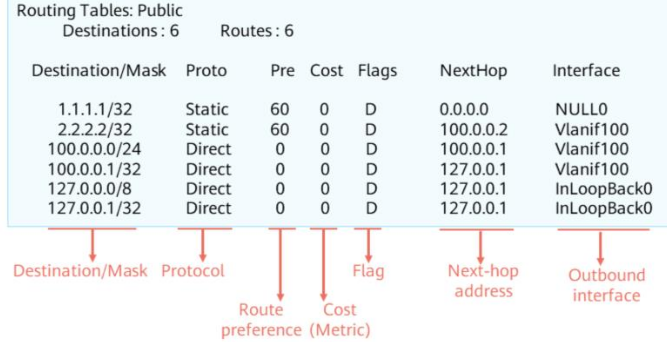 Routing Tables: Public
Destinations : 6 Routes : 6
Destination/Mask Proto Pre Cost Flags NextHop Interface
1.1.1.1/32 Static 60 0 D 0.0.0.0 NULL0
2.2.2.2/32 Static 60 0 D 100.0.0.2 Vlanif100
100.0.0.0/24 Direct 0 0 D 100.0.0.1 Vlanif100
100.0.0.1/32 Direct 0 0 D 127.0.0.1 Vlanif100
127.0.0.0/8 Direct 0 0 D 127.0.0.1 InLoopBack0
127.0.0.1/32 Direct 0 0 D 127.0.0.1 InLoopBack0
Destination/Mask Protocol Flag Next-hop Outbound
address interface
Route Cost
preference (Metric)